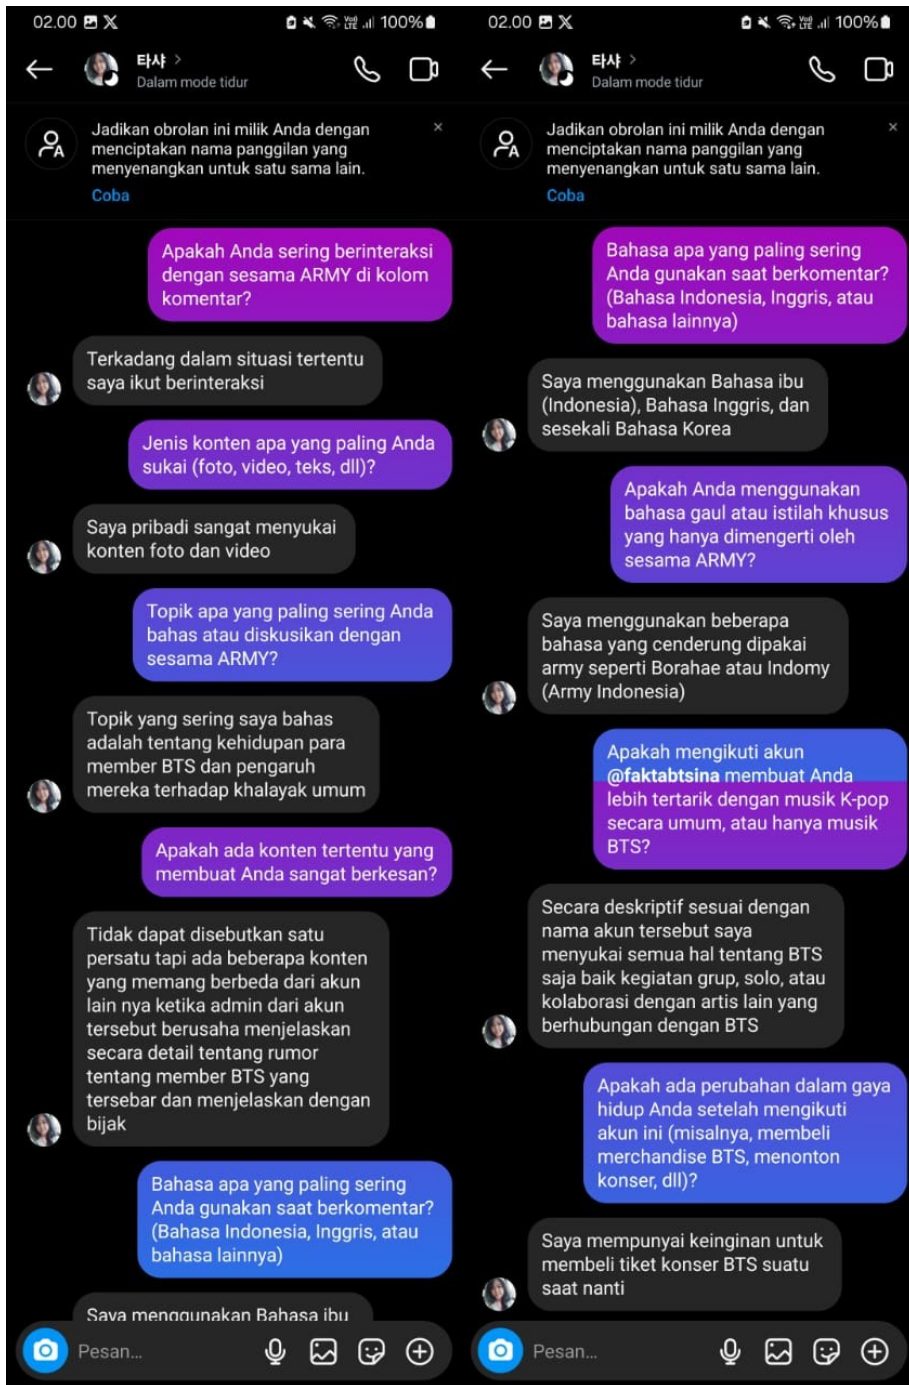 02.00
Vo) LTE
100%
타샤
Dalam mode tidur
Jadikan obrolan ini milik Anda dengan
menciptakan nama panggilan yang
menyenangkan untuk satu sama lain.
Coba
Apakah Anda sering berinteraksi
dengan sesama ARMY di kolom
komentar?
Terkadang dalam situasi tertentu
saya ikut berinteraksi
Jenis konten apa yang paling Anda
sukai (foto, video, teks, dll)?
Saya pribadi sangat menyukai
konten foto dan video
Topik apa yang paling sering Anda
bahas atau diskusikan dengan
sesama ARMY?
Topik yang sering saya bahas
adalah tentang kehidupan para
member BTS dan pengaruh
mereka terhadap khalayak umum
Apakah ada konten tertentu yang
membuat Anda sangat berkesan?
Tidak dapat disebutkan satu
persatu tapi ada beberapa konten
yang memang berbeda dari akun
lain nya ketika admin dari akun
tersebut berusaha menjelaskan
secara detail tentang rumor
tentang member BTS yang
tersebar dan menjelaskan dengan
bijak
Bahasa apa yang paling sering
Anda gunakan saat berkomentar?
(Bahasa Indonesia, Inggris, atau
bahasa lainnya)
Saya menggunakan Bahasa ibu
Pesan...
02.00
Vo) LTE
100%
타샤
Dalam mode tidur
Jadikan obrolan ini milik Anda dengan
menciptakan nama panggilan yang
menyenangkan untuk satu sama lain.
Coba
Bahasa apa yang paling sering
Anda gunakan saat berkomentar?
(Bahasa Indonesia, Inggris, atau
bahasa lainnya)
Saya menggunakan Bahasa ibu
(Indonesia), Bahasa Inggris, dan
sesekali Bahasa Korea
Apakah Anda menggunakan
bahasa gaul atau istilah khusus
yang hanya dimengerti oleh
sesama ARMY?
Saya menggunakan beberapa
bahasa yang cenderung dipakai
army seperti Borahae atau Indomy
(Army Indonesia)
Apakah mengikuti akun
@faktabtsina membuat Anda
lebih tertarik dengan musik K-pop
secara umum, atau hanya musik
BTS?
Secara deskriptif sesuai dengan
nama akun tersebut saya
menyukai semua hal tentang BTS
saja baik kegiatan grup, solo, atau
kolaborasi dengan artis lain yang
berhubungan dengan BTS
Apakah ada perubahan dalam gaya
hidup Anda setelah mengikuti
akun ini (misalnya, membeli
merchandise BTS, menonton
konser, dll)?
Saya mempunyai keinginan untuk
membeli tiket konser BTS suatu
saat nanti
Pesan...